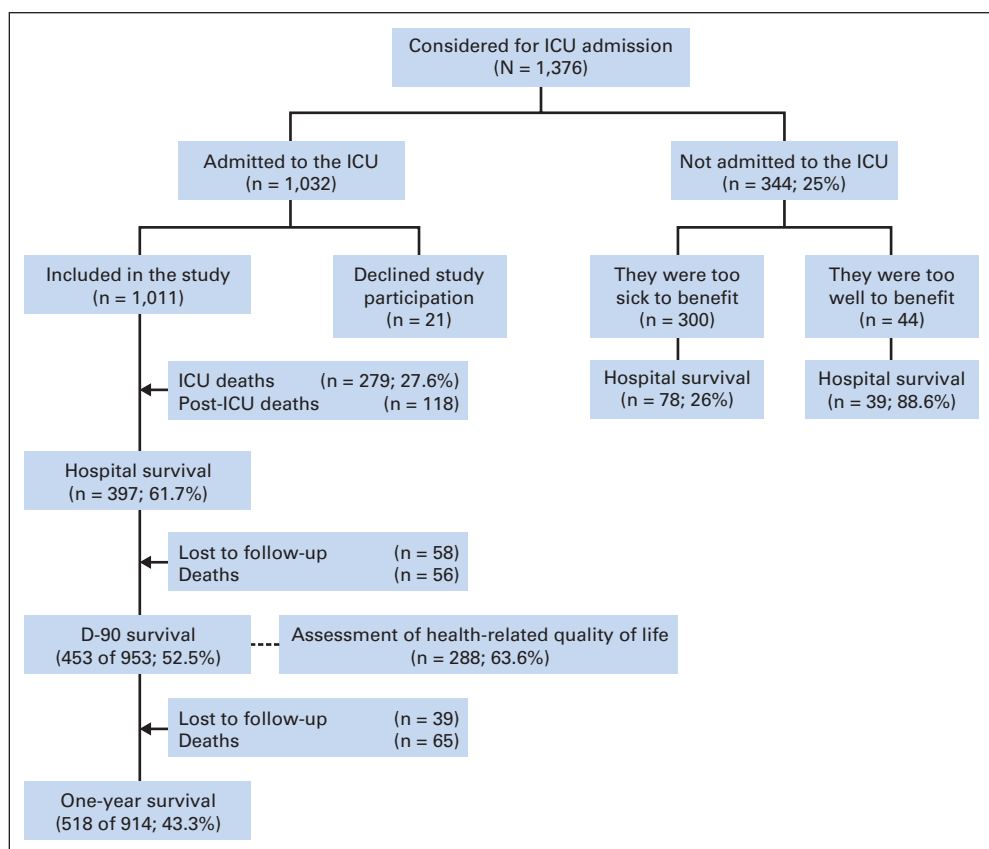 Considered for ICU admission
(N = 1,376)
Admitted to the ICU
(n = 1,032)
Not admitted to the ICU
(n = 344; 25%)
Included in the study
(n = 1,011)
Declined study
participation
(n = 21)
They were too
sick to benefit
(n = 300)
They were too
well to benefit
(n = 44)
Hospital survival
(n = 78; 26%)
Hospital survival
(n = 39; 88.6%)
ICU deaths (n = 279; 27.6%)
Post-ICU deaths (n = 118)
Hospital survival
(n = 397; 61.7%)
Lost to follow-up (n = 58)
Deaths (n = 56)
D-90 survival
(453 of 953; 52.5%)
Assessment of health-related quality of life
(n = 288; 63.6%)
Lost to follow-up (n = 39)
Deaths (n = 65)
One-year survival
(518 of 914; 43.3%)